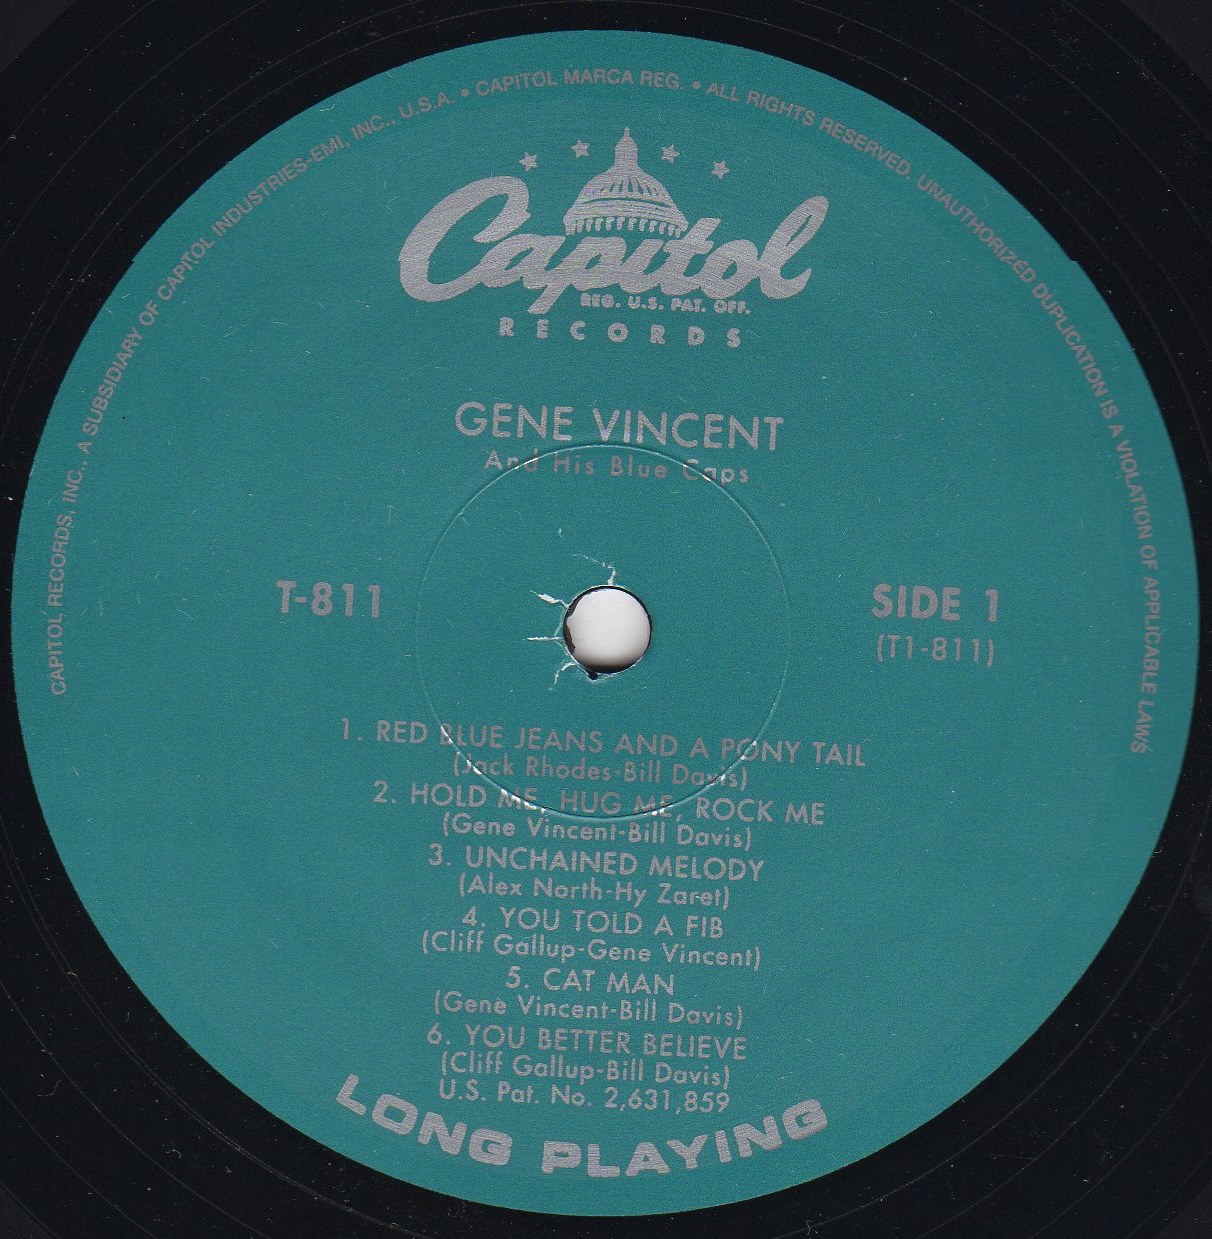 CAPITOL RECORDS, INC., A SUBSIDIARY OF CAPITOL INDUSTRIES-EMI, INC., U.S.A. • CAPITOL MARCA REG. • ALL RIGHTS RESERVED. UNAUTHORIZED DUPLICATION IS A VIOLATION OF APPLICABLE LAWS
Capitol
REG. U.S. PAT. OFF.
RECORDS
GENE VINCENT
And His Blue Caps
T-811
SIDE 1
(T1-811)
1. RED BLUE JEANS AND A PONY TAIL
(Jack Rhodes-Bill Davis)
2. HOLD ME, HUG ME, ROCK ME
(Gene Vincent-Bill Davis)
3. UNCHAINED MELODY
(Alex North-Hy Zaret)
4. YOU TOLD A FIB
(Cliff Gallup-Gene Vincent)
5. CAT MAN
(Gene Vincent-Bill Davis)
6. YOU BETTER BELIEVE
(Cliff Gallup-Bill Davis)
U.S. Pat. No. 2,631,859
LONG PLAYING